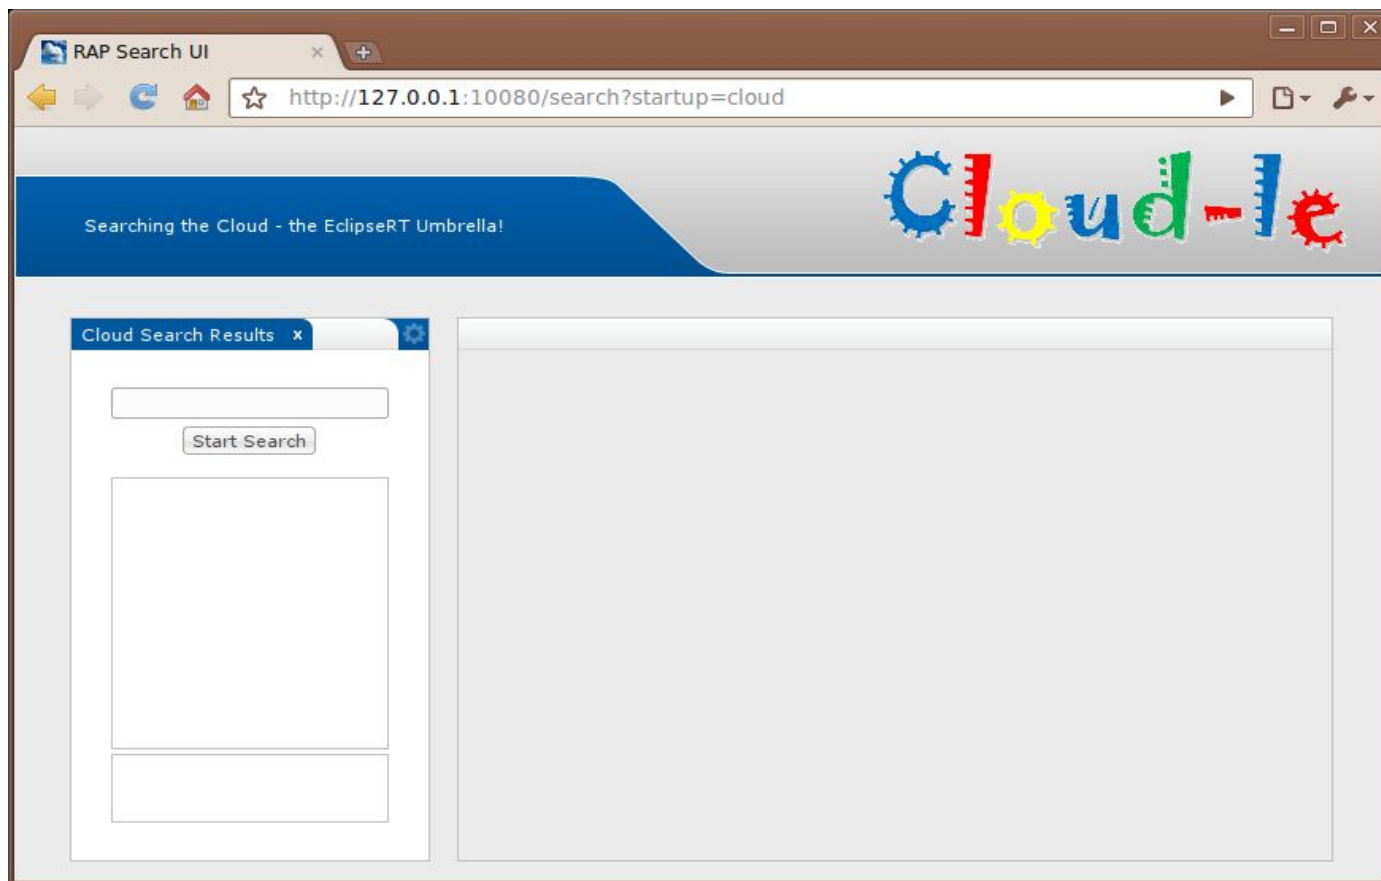 RAP Search UI
http://127.0.0.1:10080/search?startup=cloud
Cloud-le
Searching the Cloud - the EclipseRT Umbrella!
Cloud Search Results x
Start Search